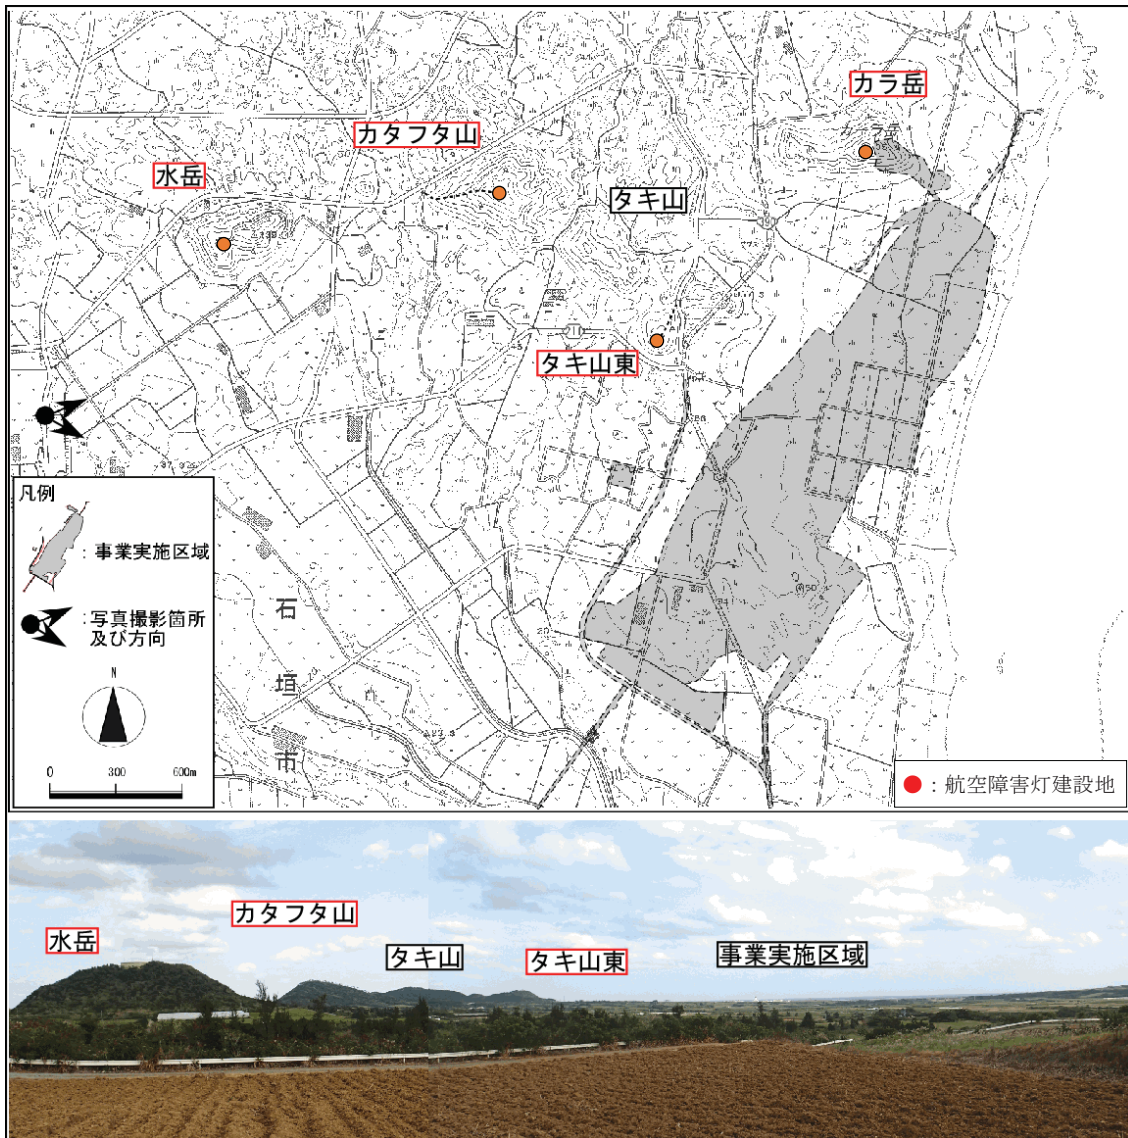 カラ岳
カタフタ山
水岳
タキ山
タキ山東
凡例
: 事業実施区域
: 写真撮影箇所
及び方向
N
0 300 600m
石
垣
市
: 航空障害灯建設地
カタフタ山
水岳
タキ山
タキ山東
事業実施区域